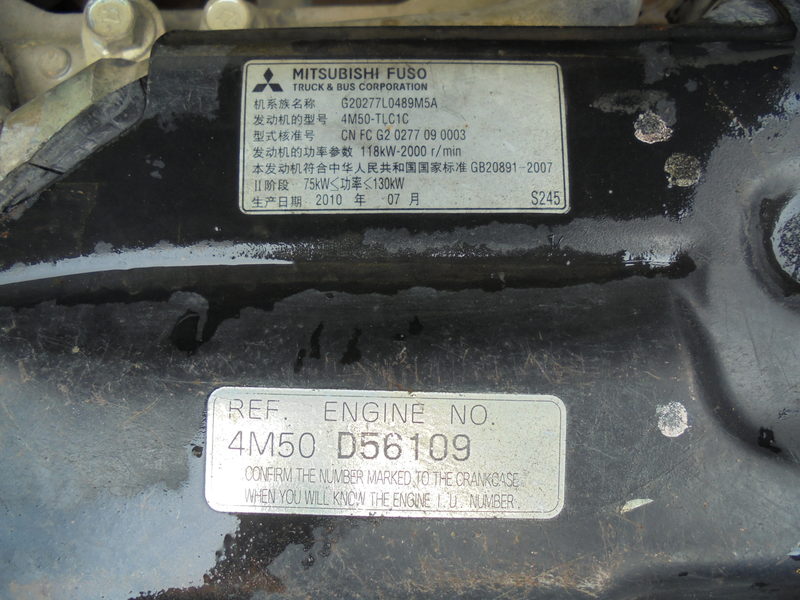 MITSUBISHI FUSO
TRUCK & BUS CORPORATION
机系族名称 G20277L0489M5A
发动机的型号 4M50-TLC1C
型式核准号 CN FC G2 0277 09 0003
发动机的功率参数 118kW-2000 r/min
本发动机符合中华人民共和国国家标准 GB20891-2007
II阶段 75kW≤功率≤130kW
生产日期 2010 年 07 月 S245
REF. ENGINE NO.
4M50 D56109
CONFIRM THE NUMBER MARKED TO THE CRANKCASE
WHEN YOU WILL KNOW THE ENGINE I.U. NUMBER